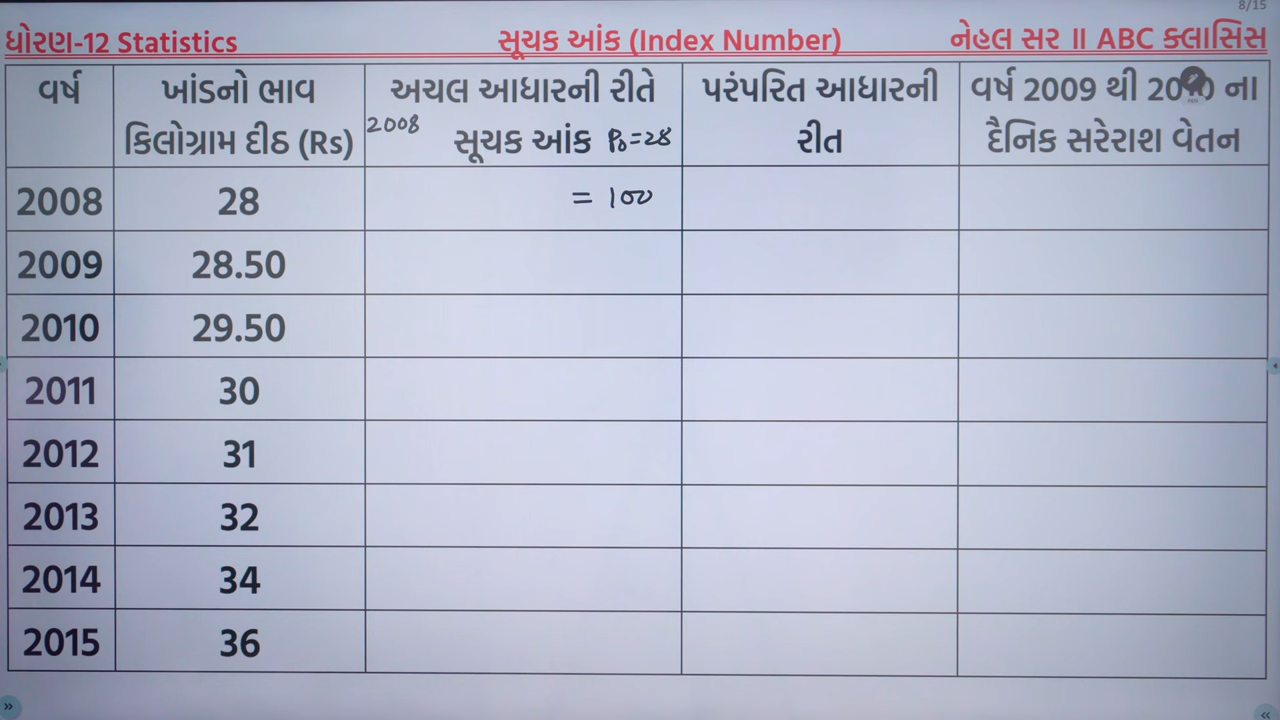 8/15
ધોરણ-12 Statistics સૂચક આંક (Index Number) નેહલ સર ॥ ABC ક્લાસિસ
વર્ષ ખાંડનો ભાવ કિલોગ્રામ દીઠ (Rs) અચલ આધારની રીતે સૂચક આંક પરંપરિત આધારની રીત વર્ષ 2009 થી ના દૈનિક સરેરાશ વેતન
2008 P₀=28
2008 28 = 100
2009 28.50
2010 29.50
2011 30
2012 31
2013 32
2014 34
2015 36